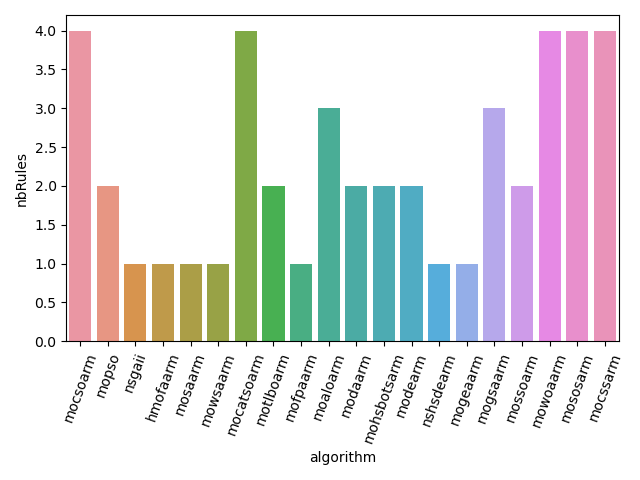 4.0
3.5
3.0
2.5
2.0
1.5
1.0
0.5
0.0
nbRules
mocsoarm
mopso
nsgaii
hmofaarm
mosaarm
mowsaarm
mocatsoarm
motlboarm
mofpaarm
moaloarm
modaarm
mohsbotsarm
modearm
nshsdearm
mogeaarm
mogsaarm
mossoarm
mowoaarm
mososarm
mocssarm
algorithm